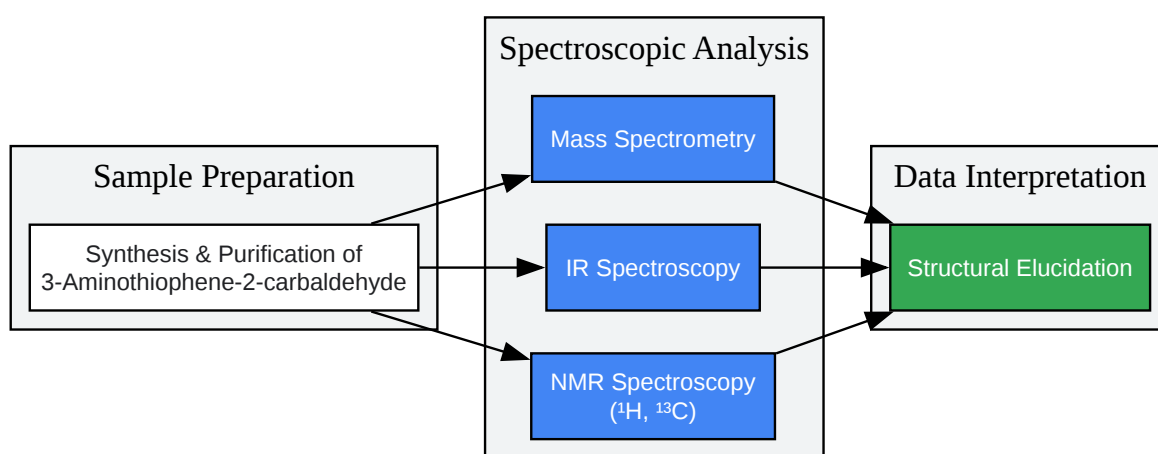 Sample Preparation
Synthesis & Purification of
3-Aminothiophene-2-carbaldehyde
Spectroscopic Analysis
Mass Spectrometry
IR Spectroscopy
NMR Spectroscopy
(¹H, ¹³C)
Data Interpretation
Structural Elucidation